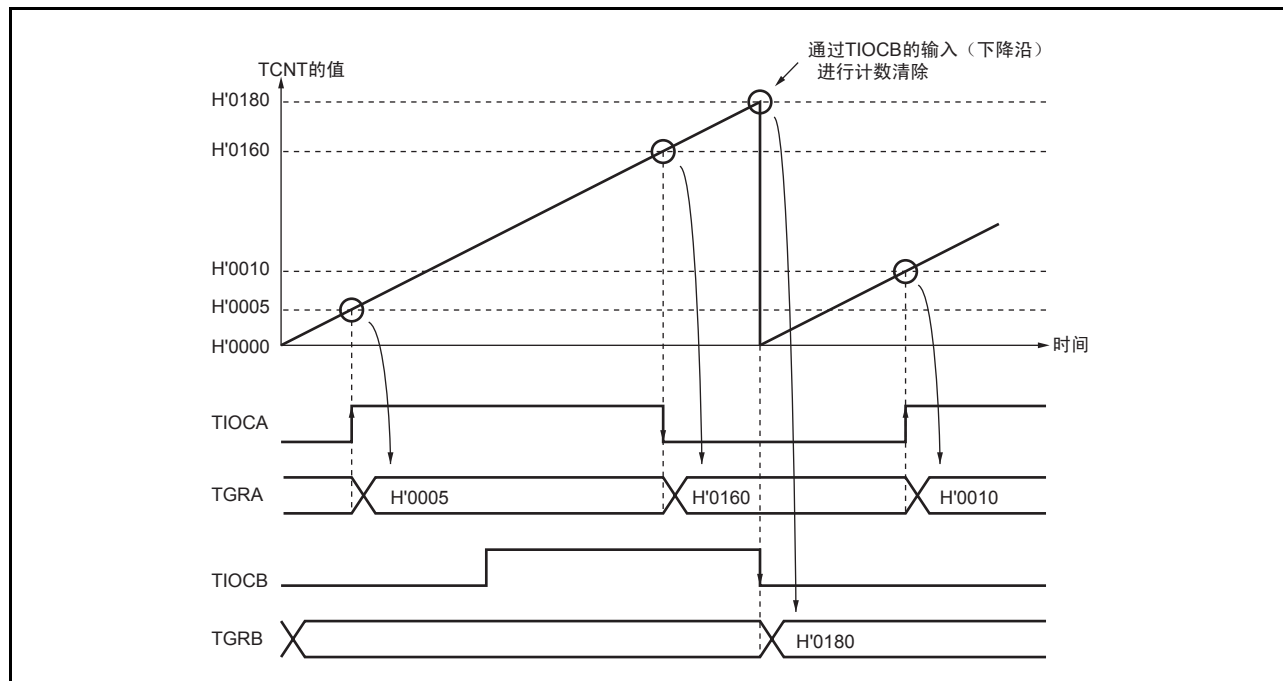 通过TIOCB的输入（下降沿）
进行计数清除
TCNT的值
H'0180
H'0160
H'0010
H'0005
H'0000
时间
TIOCA
TGRA
H'0005
H'0160
H'0010
TIOCB
TGRB
H'0180